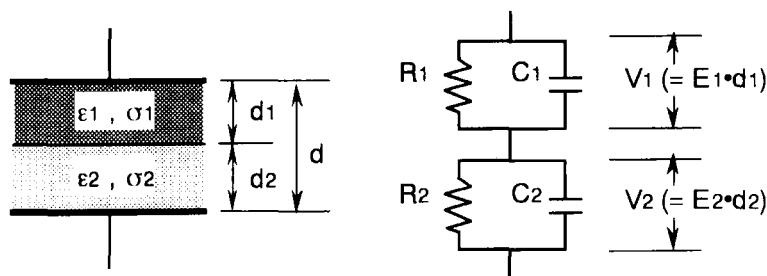 ε1 , σ1
ε2 , σ2
d1
d2
d
R1
C1
V1 (= E1•d1)
R2
C2
V2 (= E2•d2)